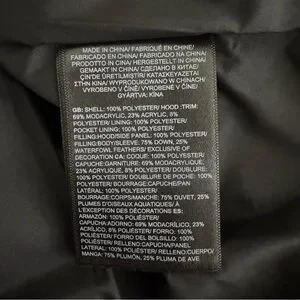 MADE IN CHINA/ FABRIQUÉ EN CHINE/
FABRICADO EN CHINA/ FABRICADO NA CHINA/
PRODOTTO IN CINA/ HERGESTELLT IN CHINA/
GEMAAKT IN CHINA/ СДЕЛАНО В КИТАЕ/
ÇİN'DE ÜRETİLMİŞTİR/ ΚΑΤΑΣΚΕΥΑΖΕΤΑΙ
ΣΤΗΝ ΚΙΝΑ/ WYPRODUKOWANO W CHINACH/
VYROBENO V ČÍNĚ/ VYROBENÉ V ČÍNE/
GYÁRTVA: KÍNA
GB: SHELL: 100% POLYESTER/ HOOD :TRIM:
69% MODACRYLIC, 23% ACRYLIC, 8%
POLYESTER/ LINING: 100% POLYESTER/
POCKET LINING: 100% POLYESTER/
FILLING:HOOD/SIDE PANEL: 100% POLYESTER/
FILLING:BODY/SLEEVE: 75% DOWN, 25%
WATERFOWL FEATHERS/ EXCLUSIVE OF
DECORATION CA: COQUE: 100% POLYESTER/
CAPUCHE:GARNITURE: 69% MODACRYLIQUE,
23% ACRYLIQUE, 8% POLYESTER/ DOUBLURE:
100% POLYESTER/ DOUBLURE DE POCHE: 100%
POLYESTER/ BOURRAGE:CAPUCHE/PAN
LATÉRAL: 100% POLYESTER/
BOURRAGE:CORPS/MANCHE: 75% DUVET, 25%
PLUMES D'OISEAUX AQUATIQUES/ À
L'EXCEPTION DES DÉCORATIONS ES:
ARMAZÓN: 100% POLIÉSTER/
CAPUCHA:ADORNO: 69% MODACRÍLICO, 23%
ACRÍLICO, 8% POLIÉSTER/ FORRO: 100%
POLIÉSTER/ FORRO DEL BOLSILLO: 100%
POLIÉSTER/ RELLENO:CAPUCHA/PANEL
LATERAL: 100% POLIÉSTER/ RELLENO:CUERPO/
MANGA: 75% PLUMÓN, 25% PLUMA DE AVE